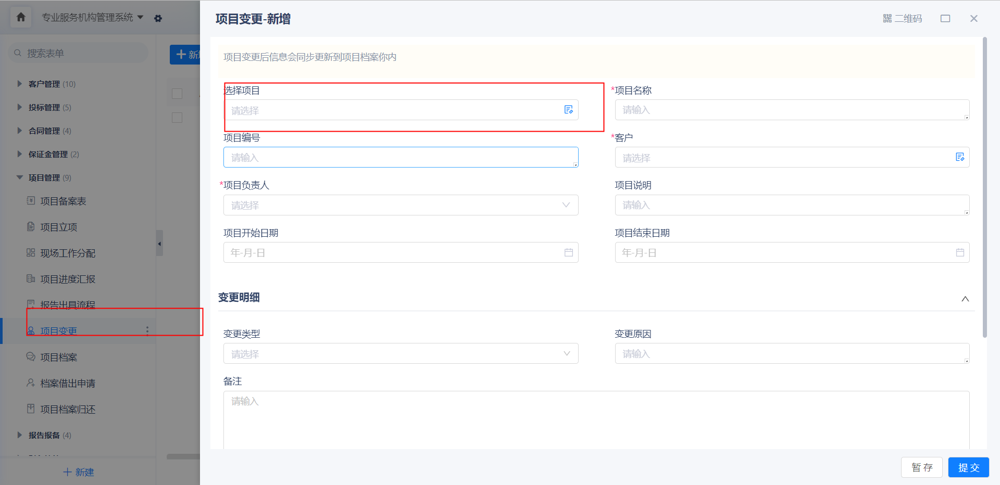 专业服务机构管理系统
搜索表单
客户管理 (10)
投标管理 (5)
合同管理 (4)
保证金管理 (2)
项目管理 (9)
项目备案表
项目立项
现场工作分配
项目进度汇报
报告出具流程
项目变更
项目档案
档案借出申请
项目档案归还
报告报备 (4)
新建
项目变更-新增
二维码
项目变更后信息会同步更新到项目档案你内
选择项目
请选择
*项目名称
请输入
项目编号
请输入
*客户
请选择
*项目负责人
请选择
项目说明
请输入
项目开始日期
年-月-日
项目结束日期
年-月-日
变更明细
变更类型
请选择
变更原因
请输入
备注
请输入
暂 存
提 交